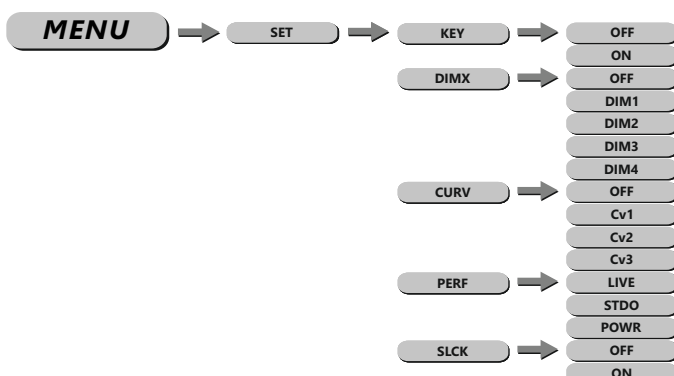 MENU SET KEY OFF
ON
DIMX OFF
DIM1
DIM2
DIM3
DIM4
CURV OFF
Cv1
Cv2
Cv3
PERF LIVE
STDO
POWR
SLCK OFF
ON